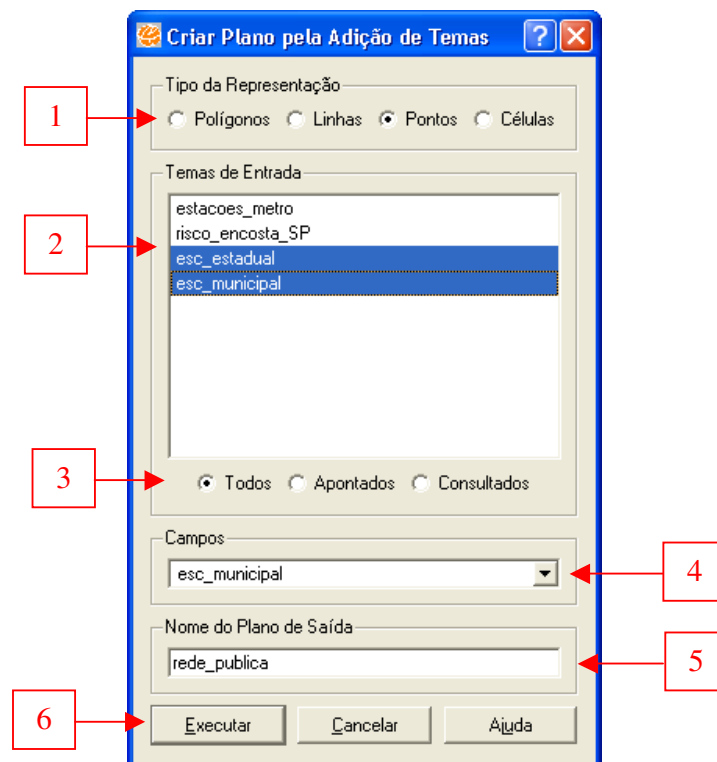 Criar Plano pela Adição de Temas
Tipo da Representação
1
Polígonos Linhas Pontos Células
Temas de Entrada
2
estacoes_metro
risco_encosta_SP
esc_estadual
esc_municipal
3
Todos Apontados Consultados
Campos
esc_municipal
4
Nome do Plano de Saída
rede_publica
5
6
Executar Cancelar Ajuda